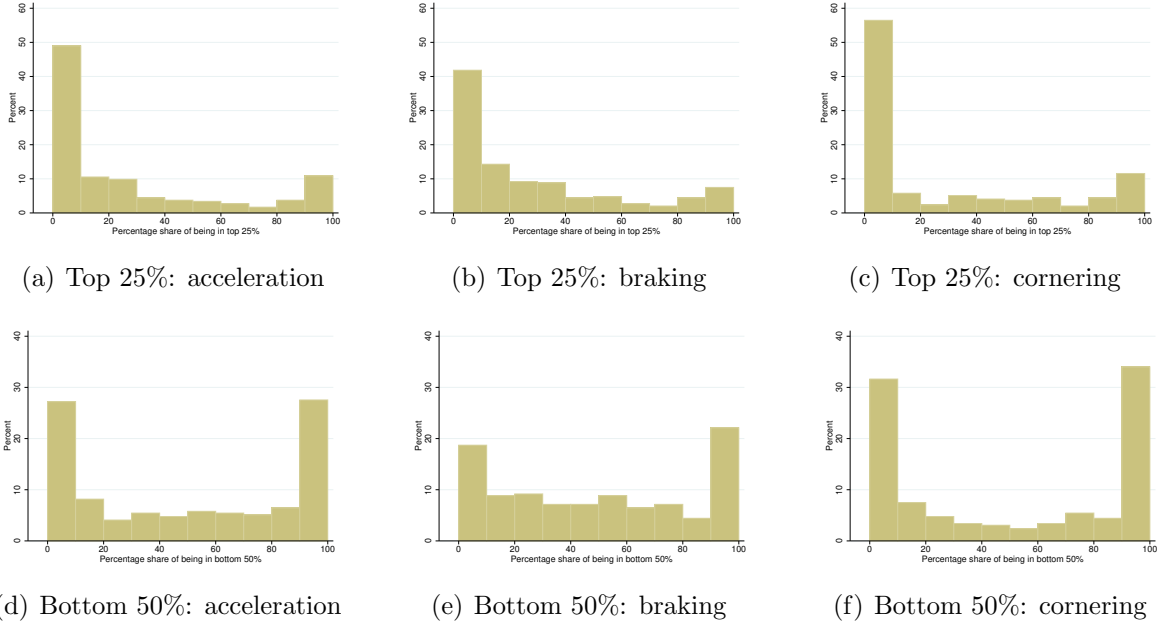 60
50
40
30
20
10
0
Percent
0 20 40 60 80 100
Percentage share of being in top 25%
(a) Top 25%: acceleration
60
50
40
30
20
10
0
Percent
0 20 40 60 80 100
Percentage share of being in top 25%
(b) Top 25%: braking
60
50
40
30
20
10
0
Percent
0 20 40 60 80 100
Percentage share of being in top 25%
(c) Top 25%: cornering
40
30
20
10
0
Percent
0 20 40 60 80 100
Percentage share of being in bottom 50%
d) Bottom 50%: acceleration
40
30
20
10
0
Percent
0 20 40 60 80 100
Percentage share of being in bottom 50%
(e) Bottom 50%: braking
40
30
20
10
0
Percent
0 20 40 60 80 100
Percentage share of being in bottom 50%
(f) Bottom 50%: cornering